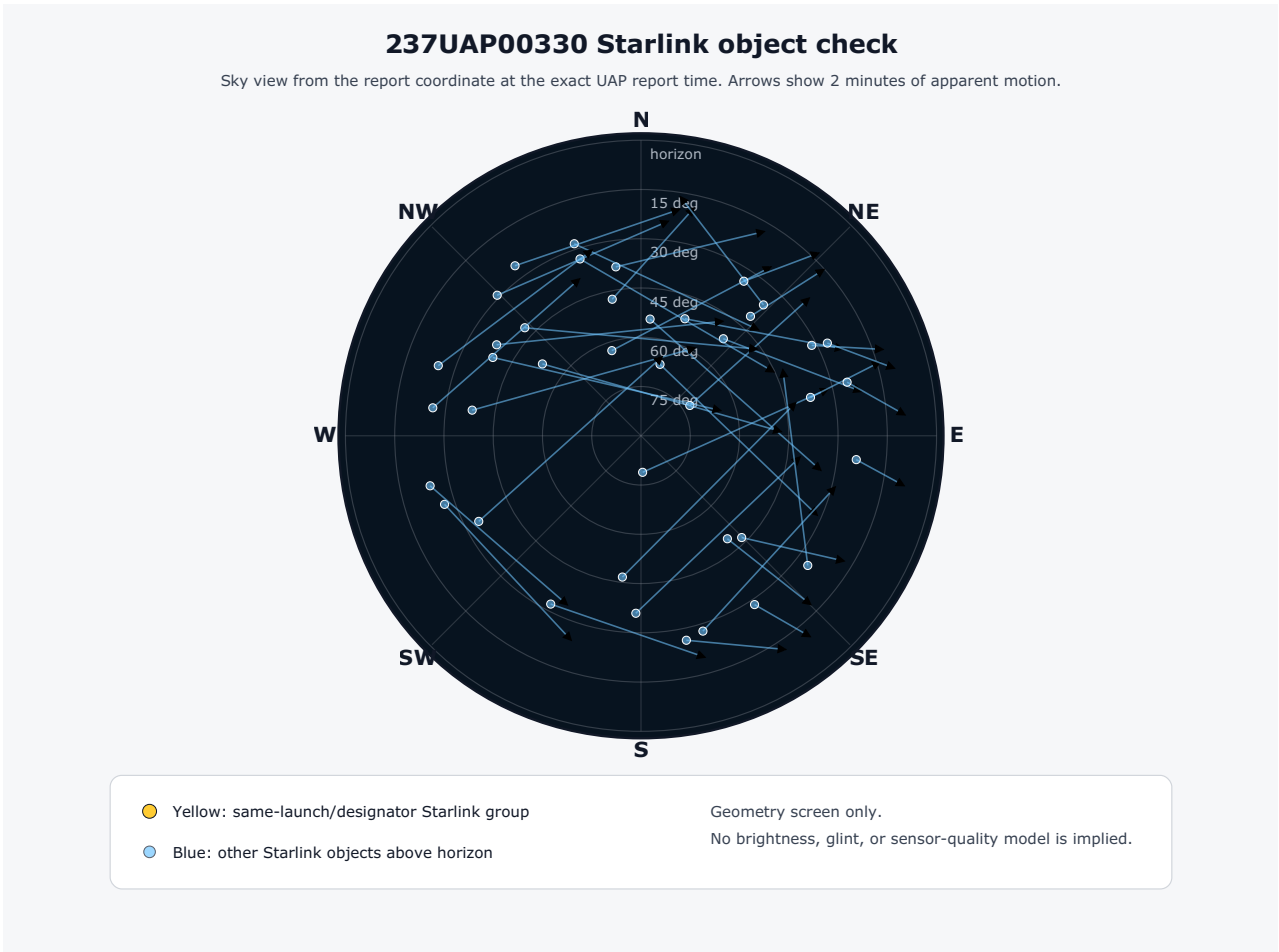 237UAP00330 Starlink object check
Sky view from the report coordinate at the exact UAP report time. Arrows show 2 minutes of apparent motion.
N
horizon
15 deg
NW
NE
30 deg
45 deg
60 deg
75 deg
W
E
SW
SE
S
Yellow: same-launch/designator Starlink group
Geometry screen only.
No brightness, glint, or sensor-quality model is implied.
Blue: other Starlink objects above horizon